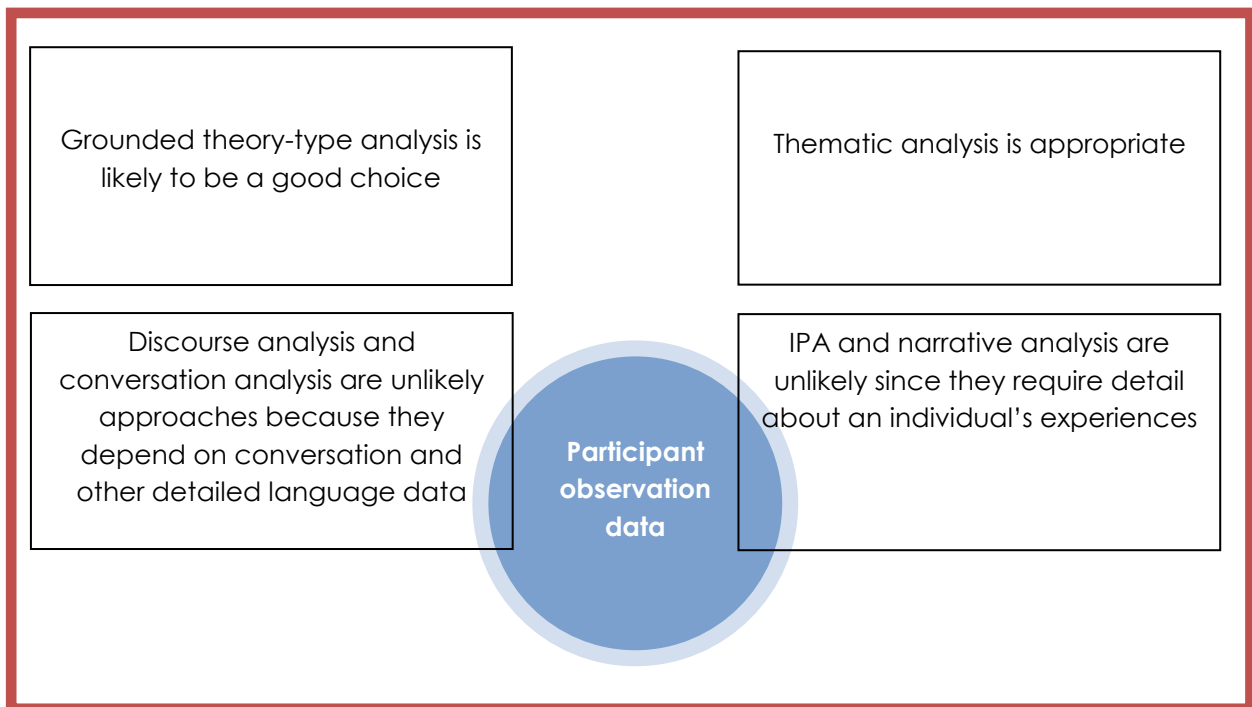 Grounded theory-type analysis is
likely to be a good choice
Thematic analysis is appropriate
Discourse analysis and
conversation analysis are unlikely
approaches because they
depend on conversation and
other detailed language data
IPA and narrative analysis are
unlikely since they require detail
about an individual’s experiences
Participant
observation
data